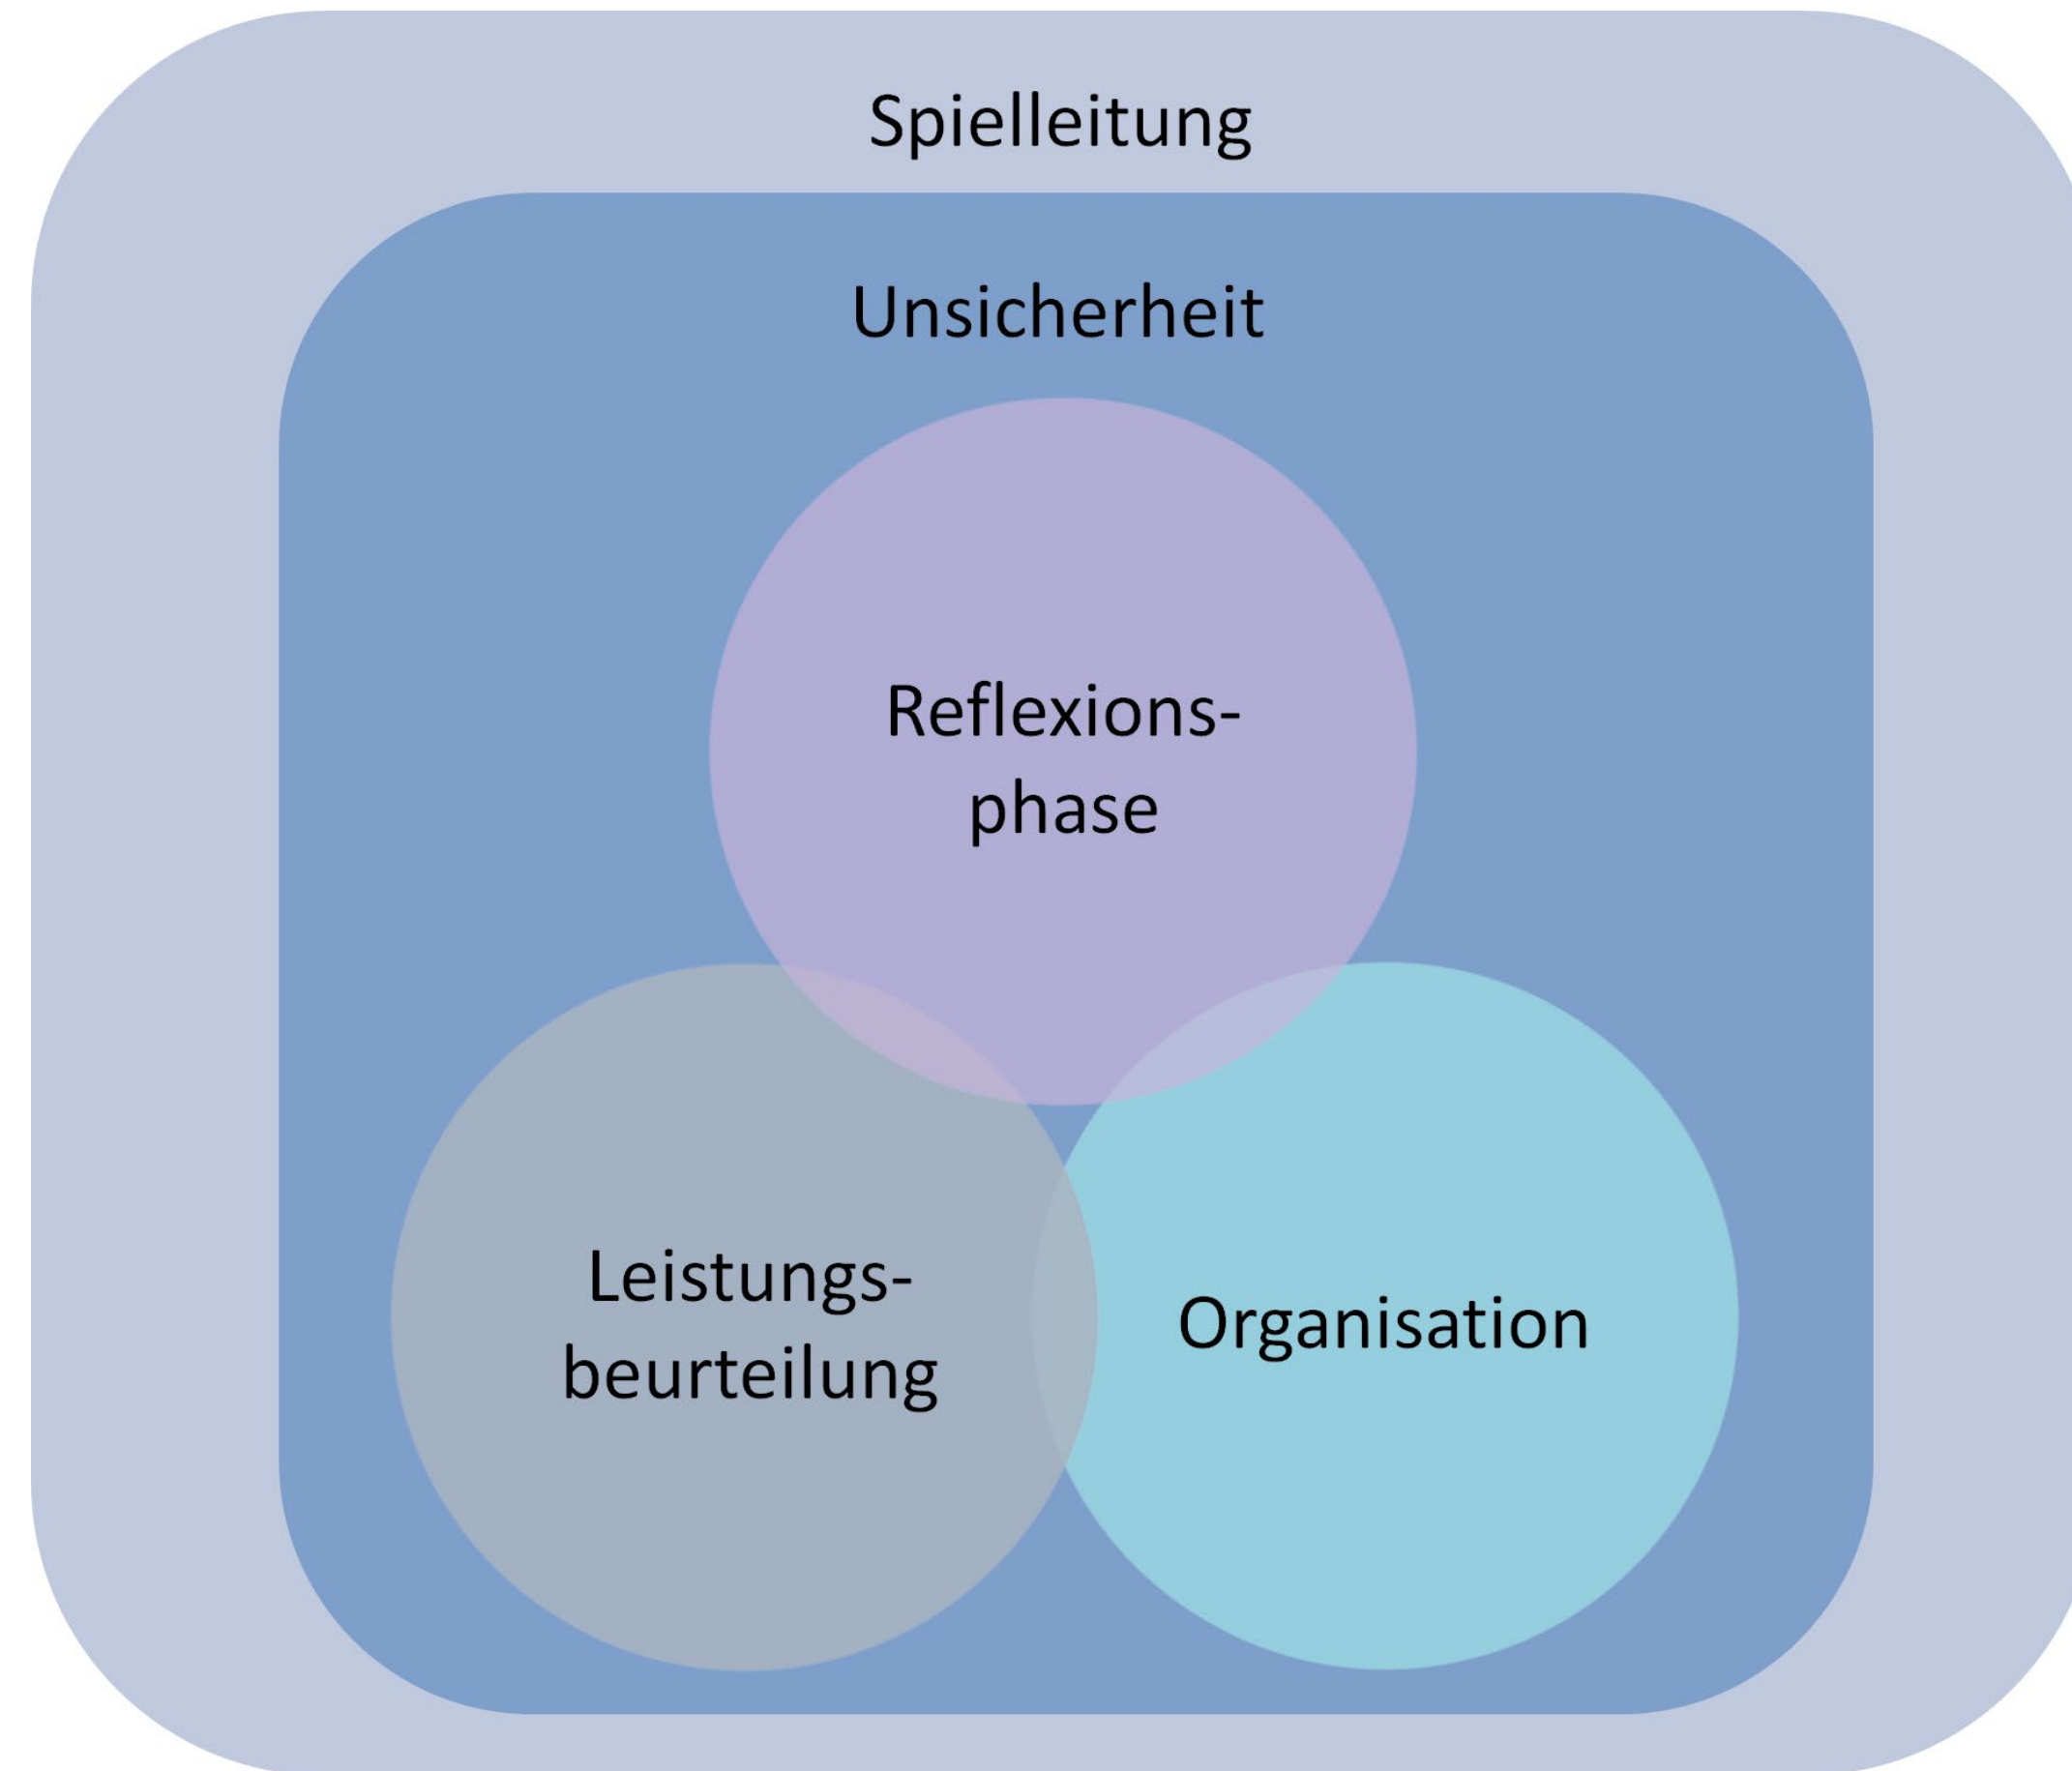 Spielleitung
Unsicherheit
Reflexions-
phase
Leistungs-
beurteilung
Organisation